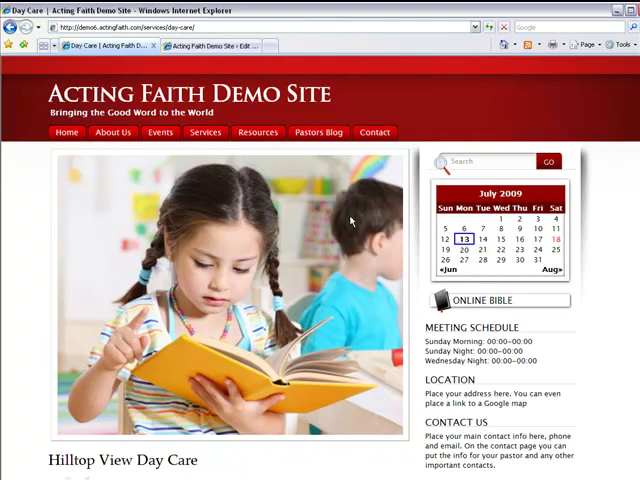 Day Care | Acting Faith Demo Site - Windows Internet Explorer
http://demo6.actingfaith.com/services/day-care/
Google
Day Care | Acting Faith D...
Acting Faith Demo Site › Edit ...
Page
Tools
ACTING FAITH DEMO SITE
Bringing the Good Word to the World
Home
About Us
Events
Services
Resources
Pastors Blog
Contact
Search
GO
July 2009
Sun Mon Tue Wed Thu Fri Sat
1 2 3 4
5 6 7 8 9 10 11
12 13 14 15 16 17 18
19 20 21 22 23 24 25
26 27 28 29 30 31
«Jun Aug»
ONLINE BIBLE
MEETING SCHEDULE
Sunday Morning: 00:00-00:00
Sunday Night: 00:00-00:00
Wednesday Night: 00:00-00:00
LOCATION
Place your address here. You can even
place a link to a Google map
CONTACT US
Place your main contact info here, phone
and email. On the contact page you can
put the info for your pastor and any other
important contacts.
Hilltop View Day Care